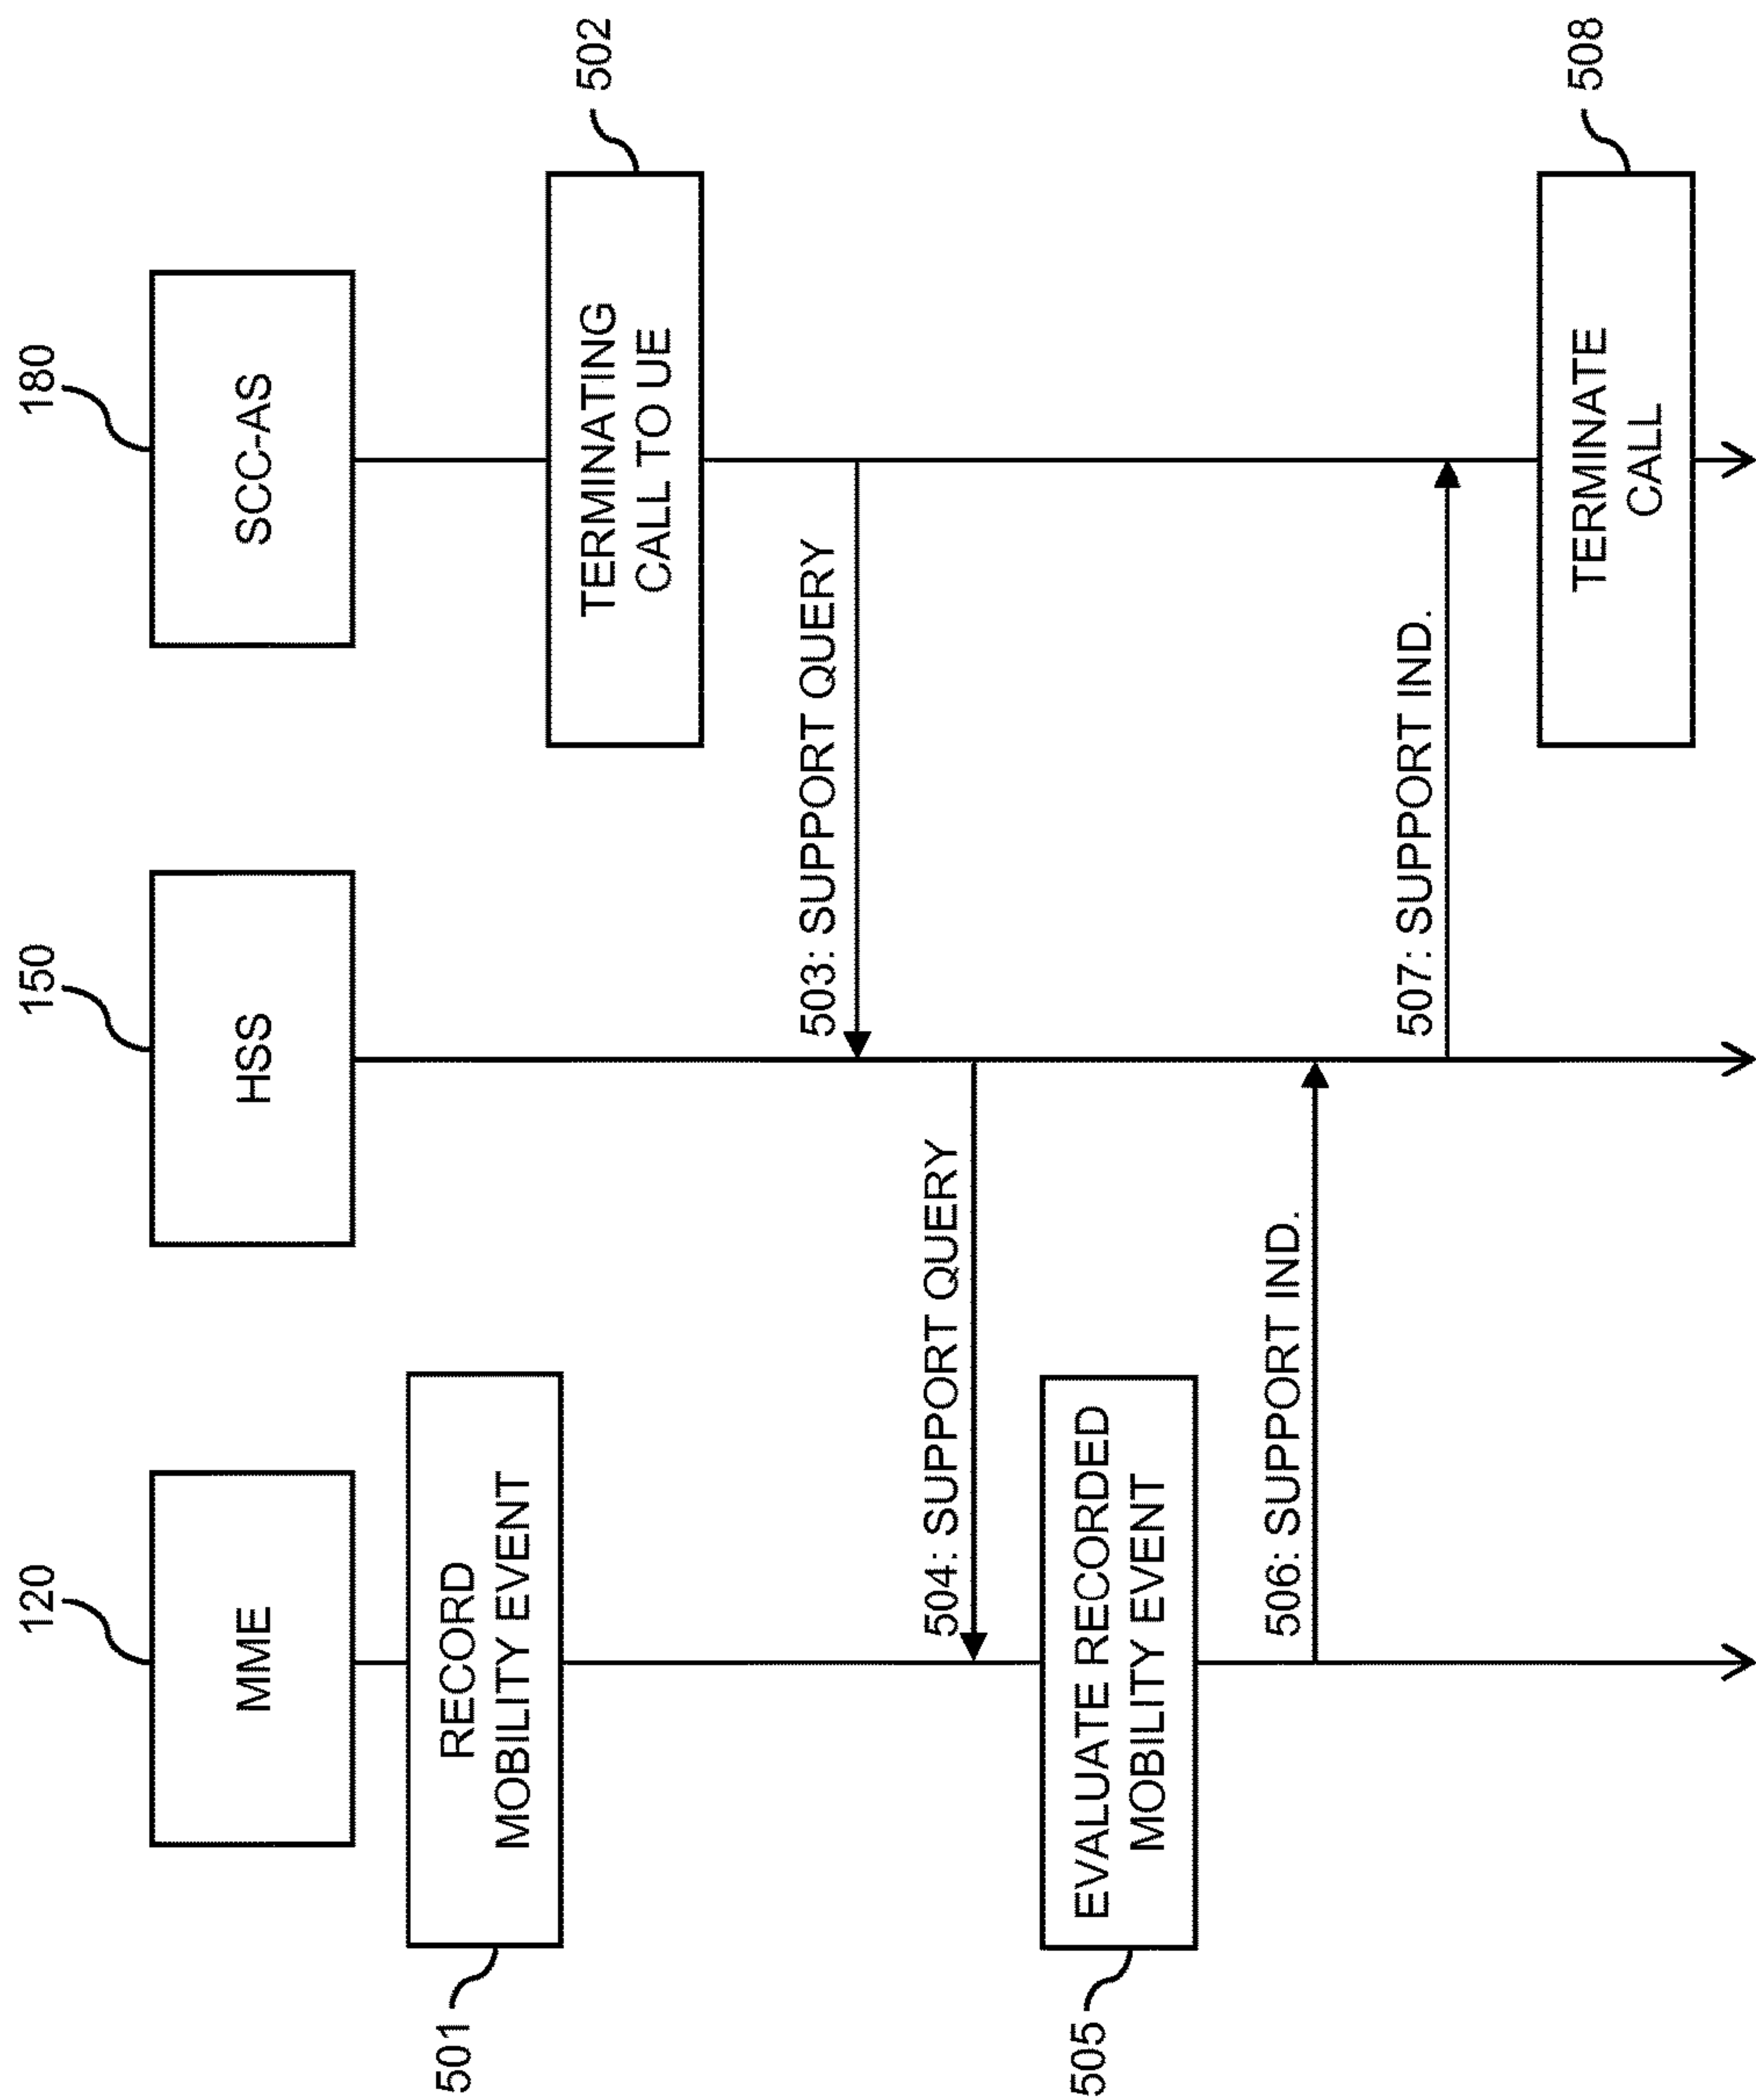 120
150
180
MME
HSS
SCC-AS
501
RECORD
MOBILITY EVENT
TERMINATING
CALL TO UE
502
503: SUPPORT QUERY
504: SUPPORT QUERY
505
EVALUATE RECORDED
MOBILITY EVENT
506: SUPPORT IND.
507: SUPPORT IND.
TERMINATE
CALL
508